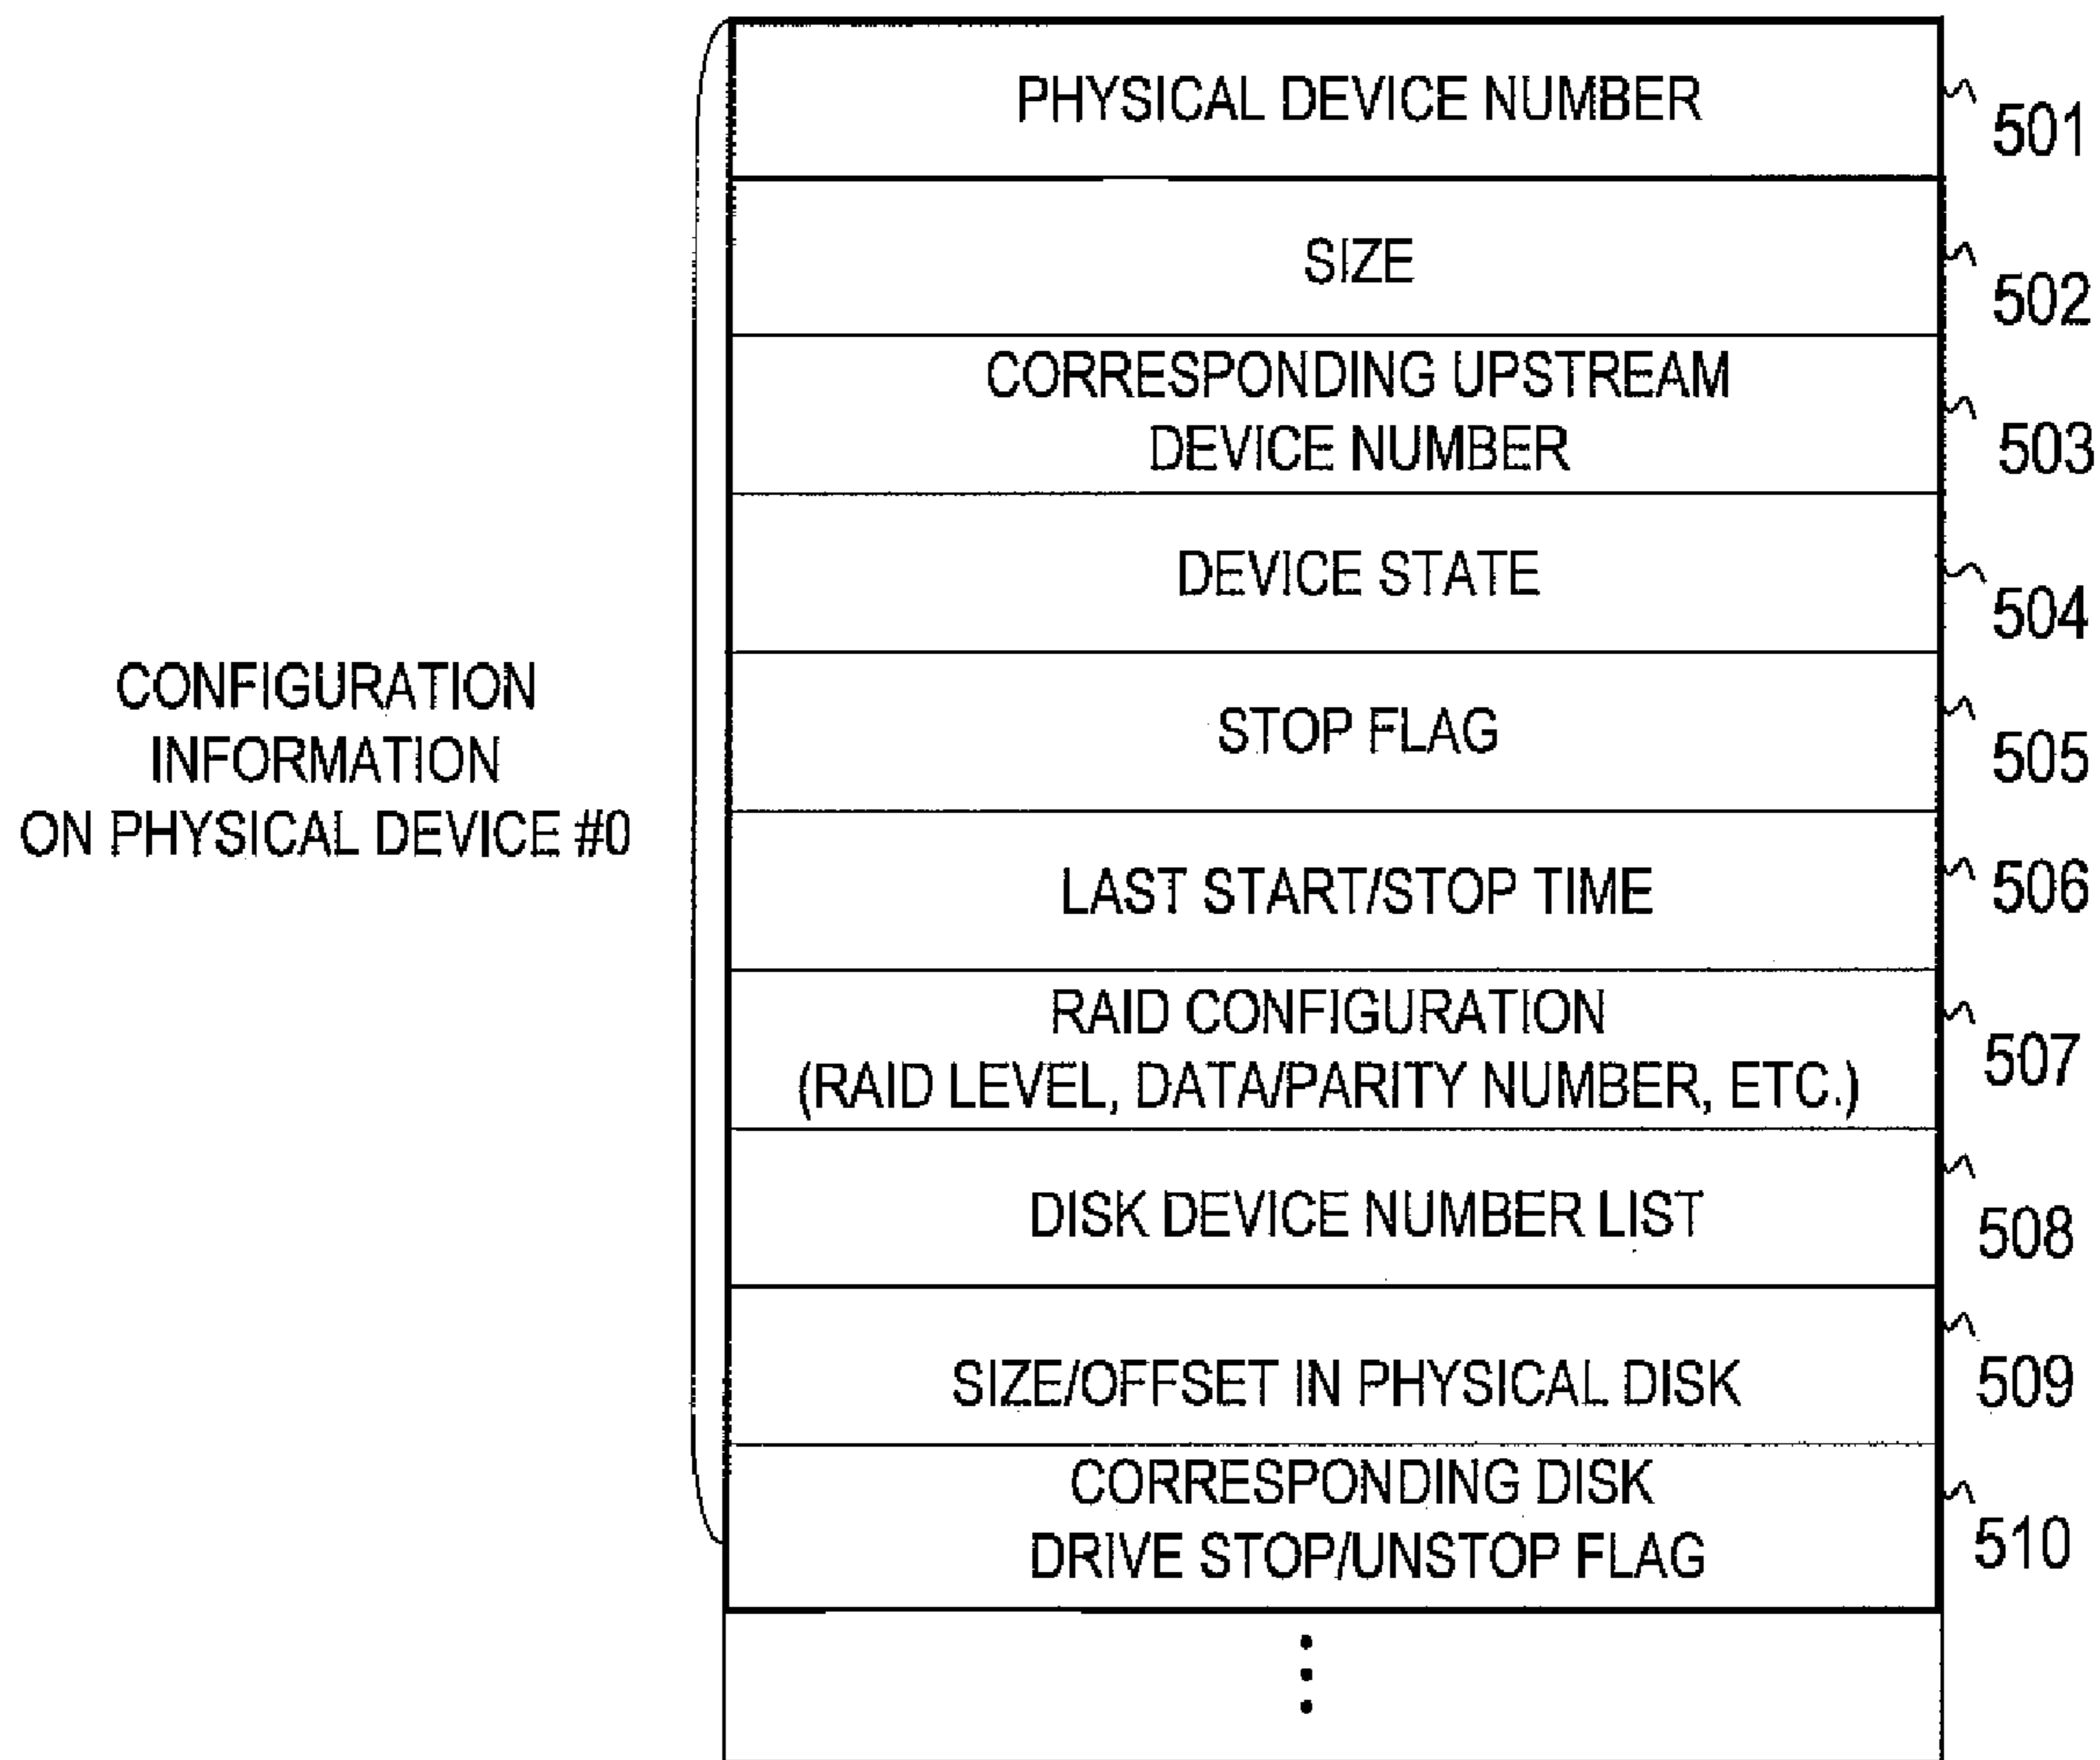 PHYSICAL DEVICE NUMBER
501
SIZE
502
CORRESPONDING UPSTREAM
DEVICE NUMBER
503
DEVICE STATE
504
CONFIGURATION
INFORMATION
ON PHYSICAL DEVICE #0
STOP FLAG
505
LAST START/STOP TIME
506
RAID CONFIGURATION
(RAID LEVEL, DATA/PARITY NUMBER, ETC.)
507
DISK DEVICE NUMBER LIST
508
SIZE/OFFSET IN PHYSICAL DISK
509
CORRESPONDING DISK
DRIVE STOP/UNSTOP FLAG
510